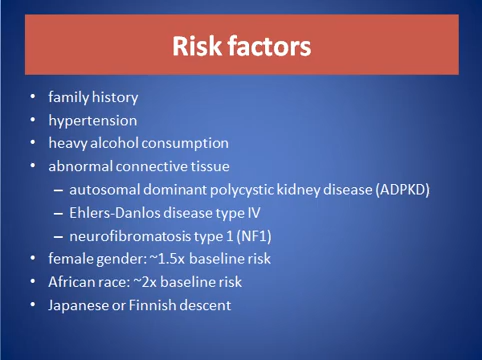 Risk factors
• family history
• hypertension
• heavy alcohol consumption
• abnormal connective tissue
– autosomal dominant polycystic kidney disease (ADPKD)
– Ehlers-Danlos disease type IV
– neurofibromatosis type 1 (NF1)
• female gender: ~1.5x baseline risk
• African race: ~2x baseline risk
• Japanese or Finnish descent